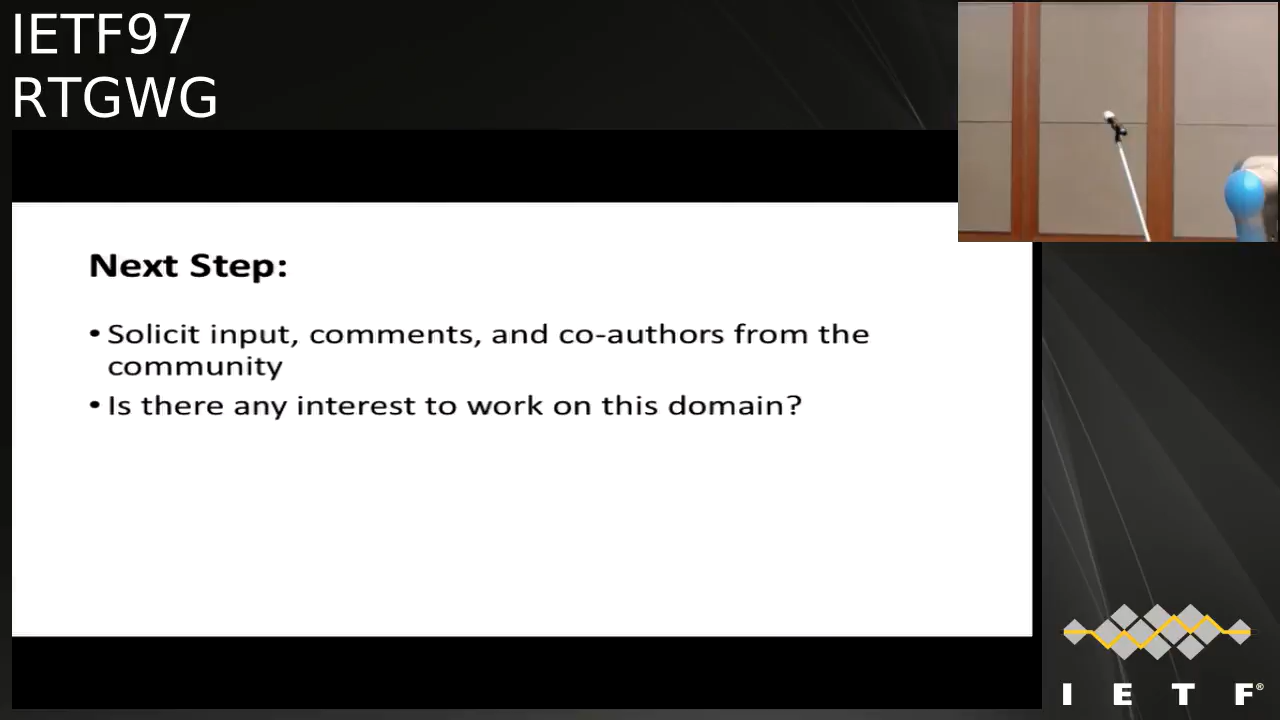 IETF97
RTGWG
Next Step:
• Solicit input, comments, and co-authors from the
community
• Is there any interest to work on this domain?
I E T F®